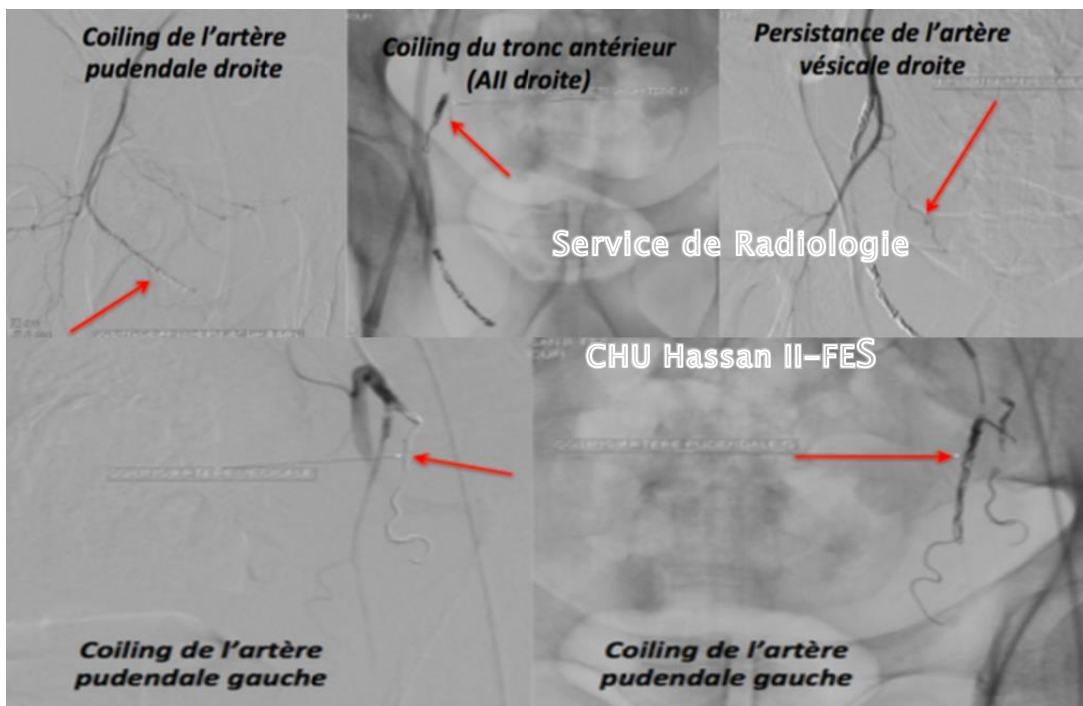 Coiling de l'artère
pudendale droite
Coiling du tronc antérieur
(AII droite)
Persistance de l'artère
vésicale droite
Service de Radiologie
CHU Hassan II-FES
Coiling de l'artère
pudendale gauche
Coiling de l'artère
pudendale gauche